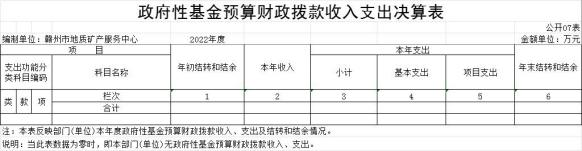 政府性基金预算财政拨款收入支出决算表
公开07表
编制单位：赣州市地质矿产服务中心 2022年度 金额单位：万元
项 目 年初结转和结余 本年收入 本年支出 年末结转和结余
支出功能分类科目编码 科目名称 小计 基本支出 项目支出
类 款 项 栏次 1 2 3 4 5 6
合计
注：本表反映部门(单位)本年度政府性基金预算财政拨款收入、支出及结转和结余情况。
说明：当此表数据为零时，即本部门(单位)无政府性基金预算财政拨款收入、支出。